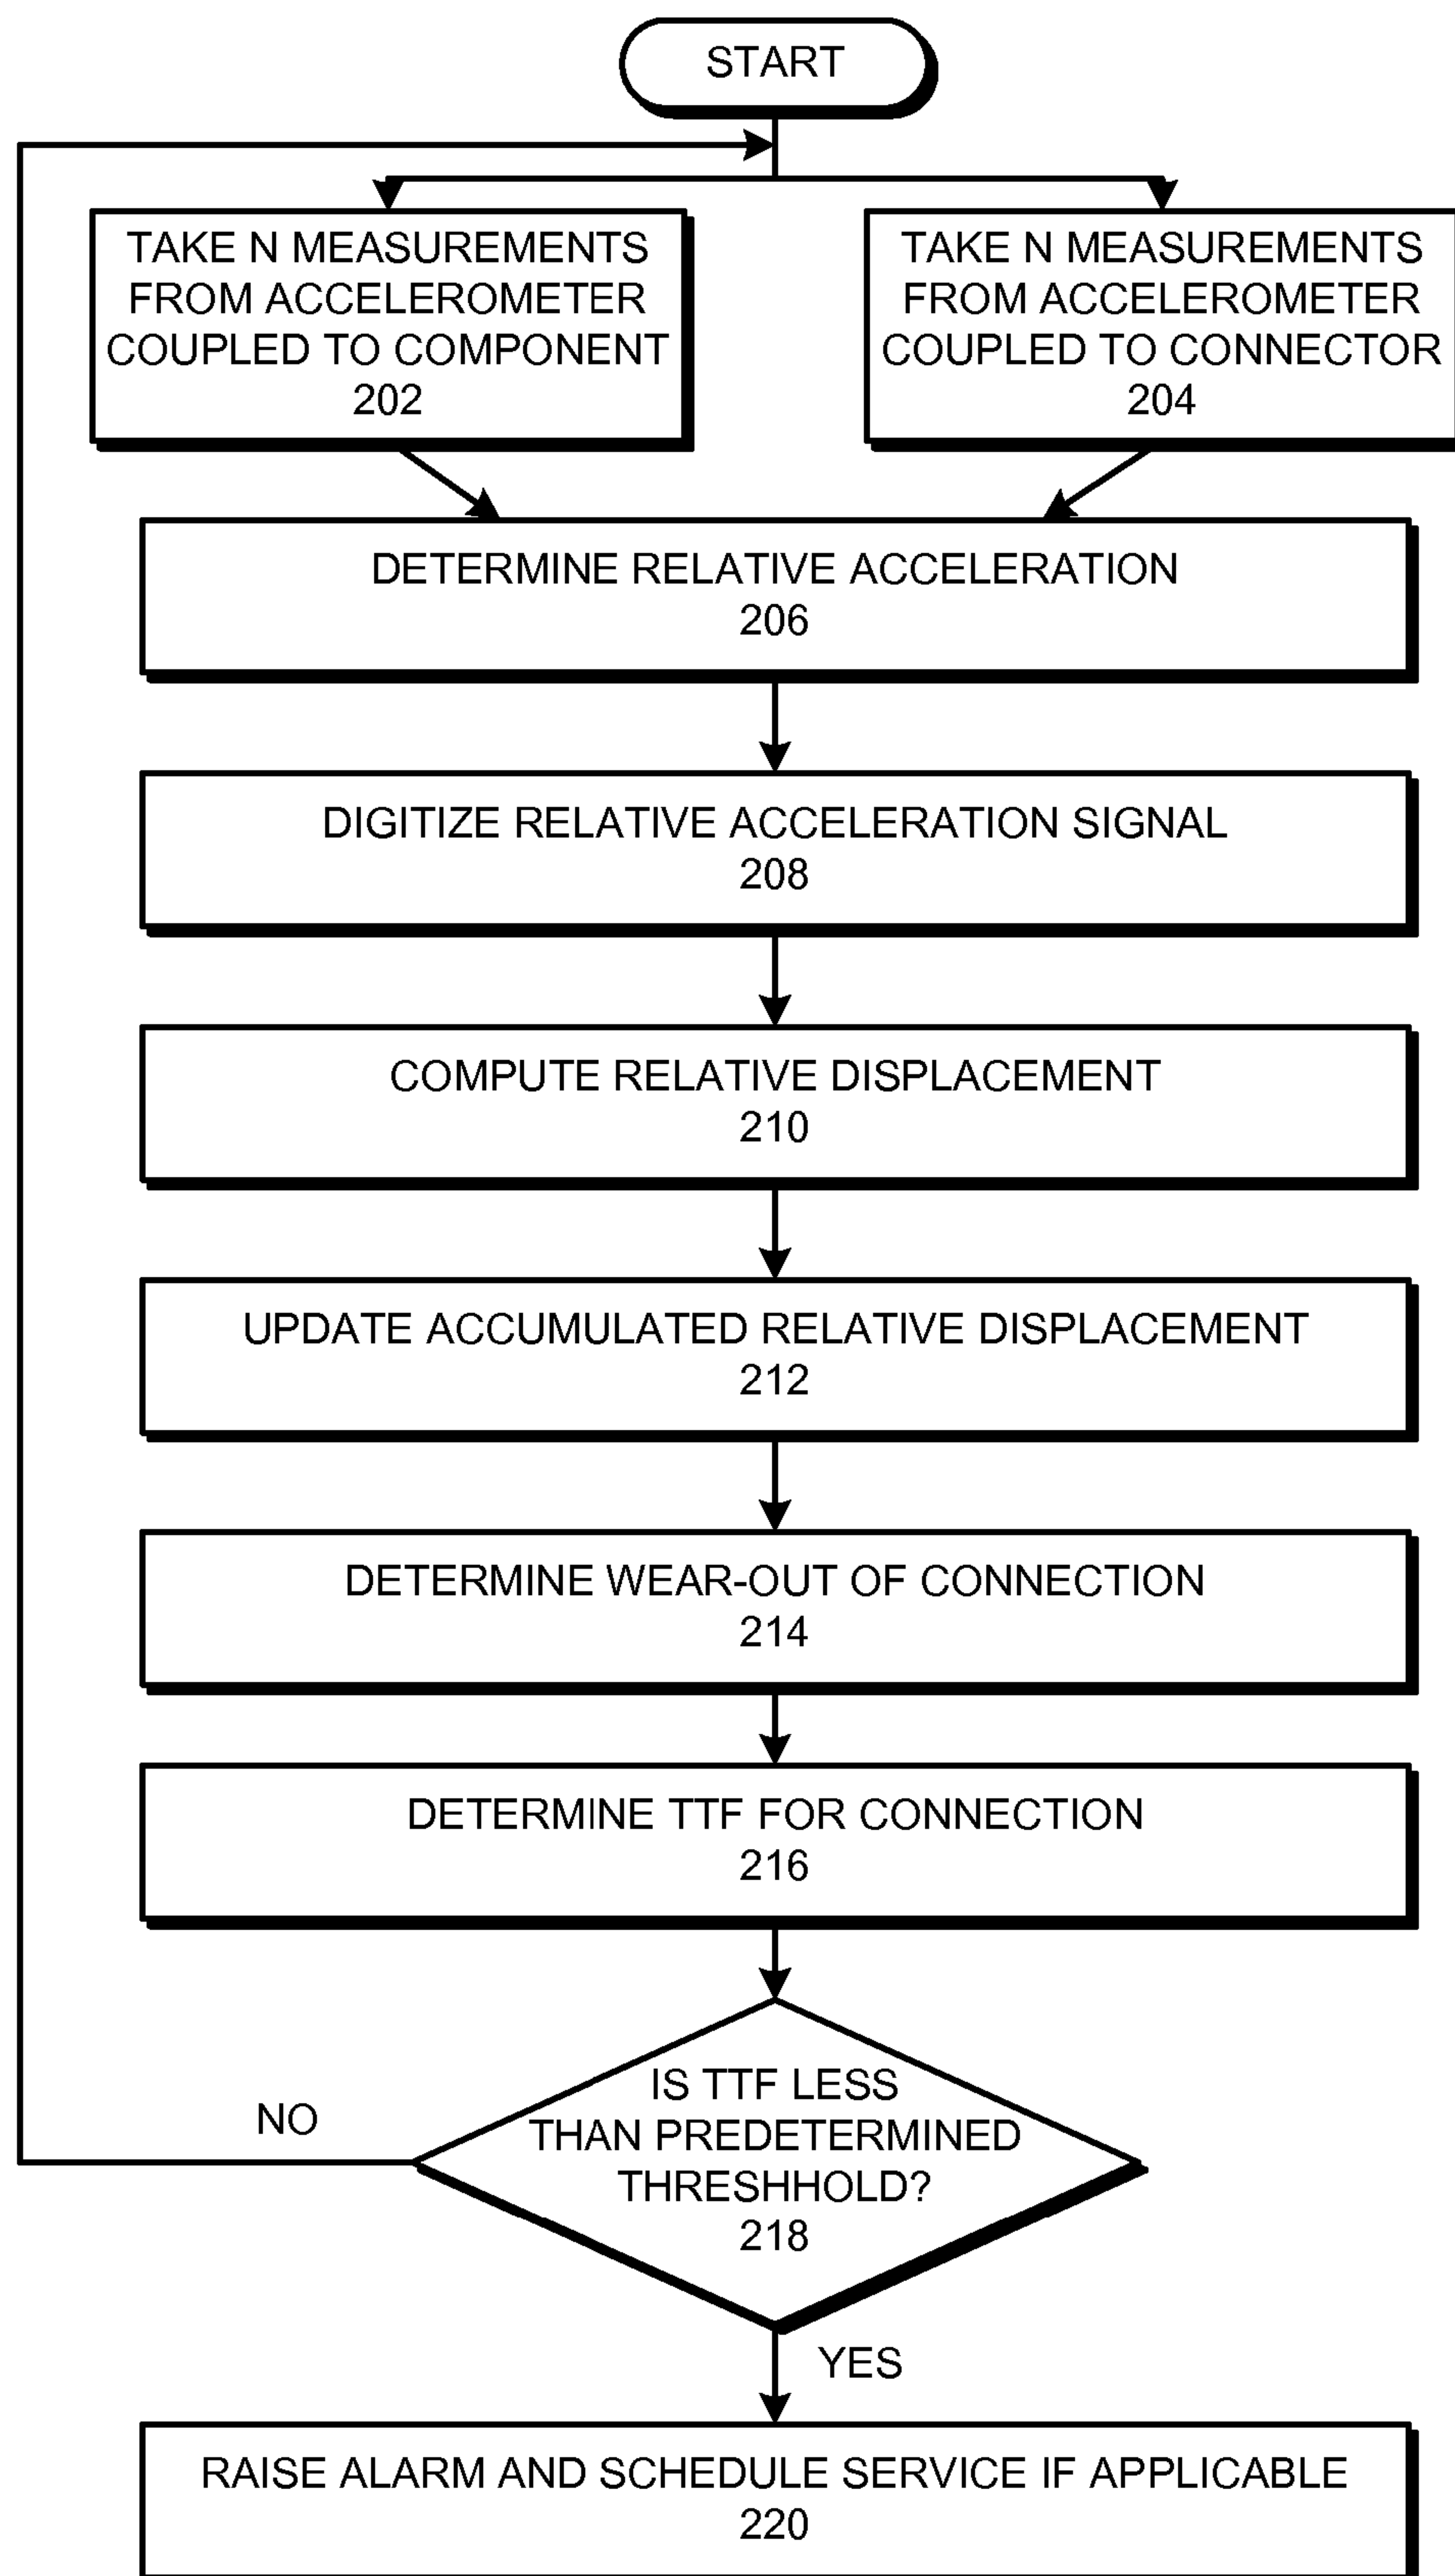 START
TAKE N MEASUREMENTS
FROM ACCELEROMETER
COUPLED TO COMPONENT
202
TAKE N MEASUREMENTS
FROM ACCELEROMETER
COUPLED TO CONNECTOR
204
DETERMINE RELATIVE ACCELERATION
206
DIGITIZE RELATIVE ACCELERATION SIGNAL
208
COMPUTE RELATIVE DISPLACEMENT
210
UPDATE ACCUMULATED RELATIVE DISPLACEMENT
212
DETERMINE WEAR-OUT OF CONNECTION
214
DETERMINE TTF FOR CONNECTION
216
IS TTF LESS
THAN PREDETERMINED
THRESHHOLD?
218
NO
YES
RAISE ALARM AND SCHEDULE SERVICE IF APPLICABLE
220